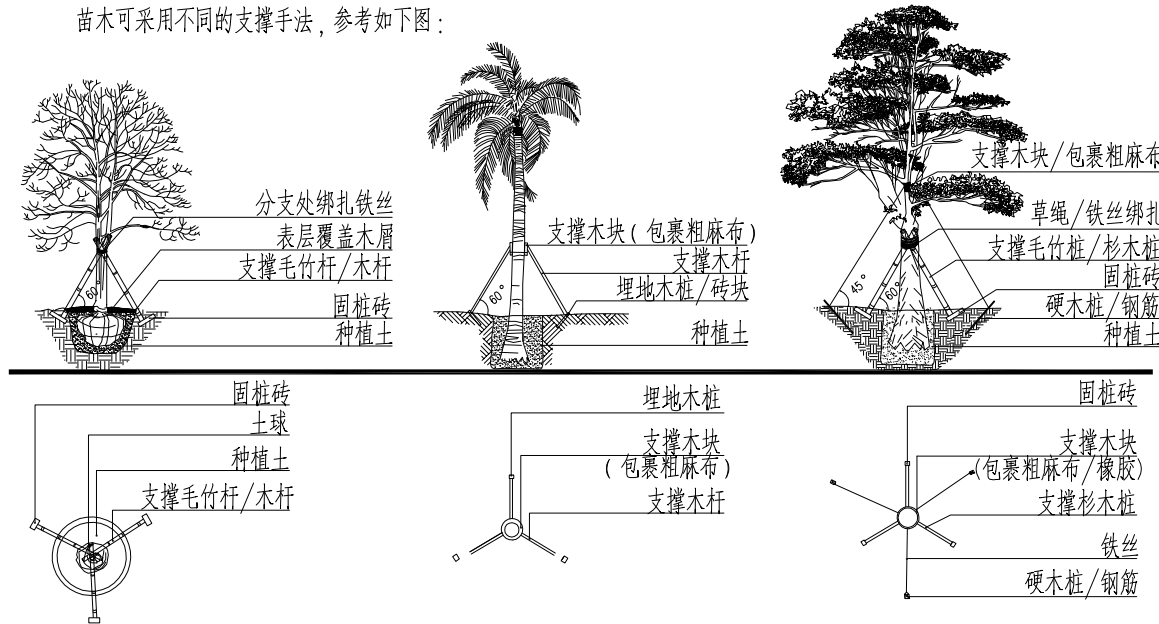 苗木可采用不同的支撑手法，参考如下图：
分支处绑扎铁丝
表层覆盖木屑
支撑毛竹杆/木杆
60°
固桩砖
种植土
支撑木块(包裹粗麻布)
支撑木杆
60°
埋地木桩/砖块
种植土
支撑木块/包裹粗麻布
草绳/铁丝绑扎
支撑毛竹桩/杉木桩
45°
60°
固桩砖
硬木桩/钢筋
种植土
固桩砖
土球
种植土
支撑毛竹杆/木杆
埋地木桩
支撑木块
(包裹粗麻布)
支撑木杆
固桩砖
支撑木块
(包裹粗麻布/橡胶)
支撑杉木桩
铁丝
硬木桩/钢筋